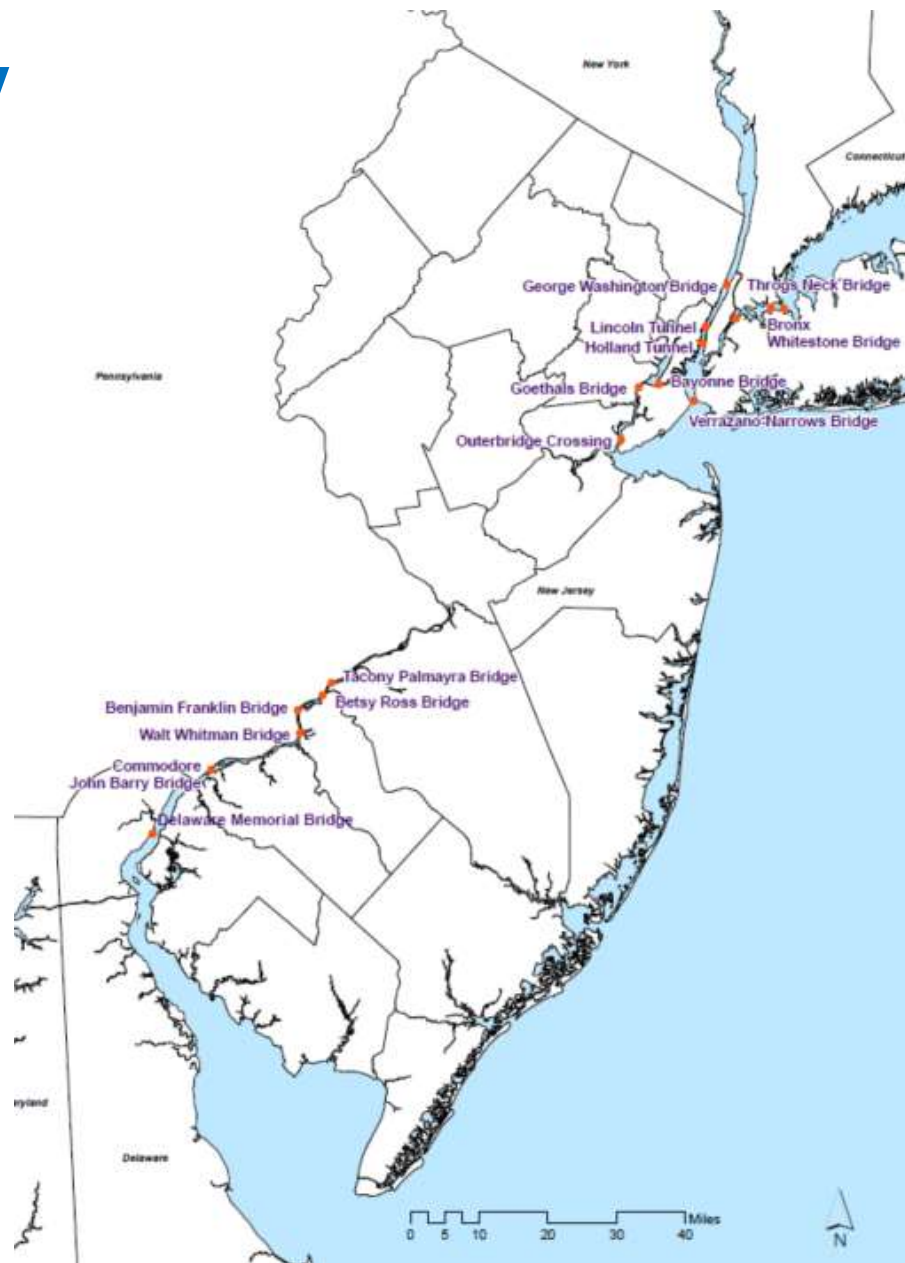 New York
Connecticut
George Washington Bridge
Throgs Neck Bridge
Lincoln Tunnel
Bronx
Whitestone Bridge
Holland Tunnel
Pennsylvania
Goethals Bridge
Bayonne Bridge
Verrazano-Narrows Bridge
Outerbridge Crossing
New Jersey
Tacony Palmayra Bridge
Betsy Ross Bridge
Benjamin Franklin Bridge
Walt Whitman Bridge
Commodore
John Barry Bridge
Delaware Memorial Bridge
eryland
Delaware
Miles
0 5 10 20 30 40
N